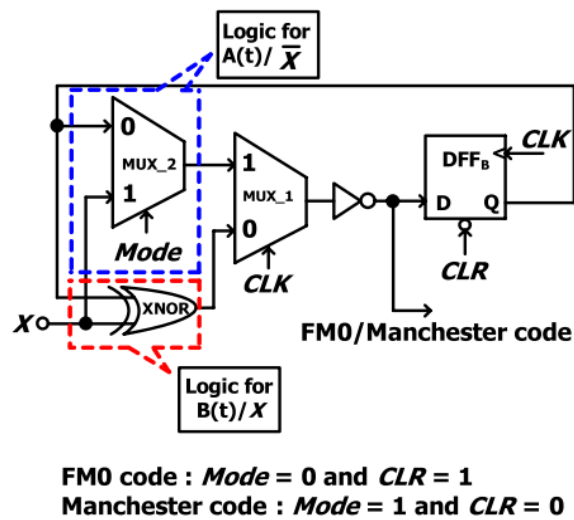 Logic for
A(t)/ X̅
0
MUX_2
1
Mode
1
MUX_1
0
CLK
DFFB
CLK
D
Q
CLR
X
XNOR
FM0/Manchester code
Logic for
B(t)/X
FM0 code : Mode = 0 and CLR = 1
Manchester code : Mode = 1 and CLR = 0